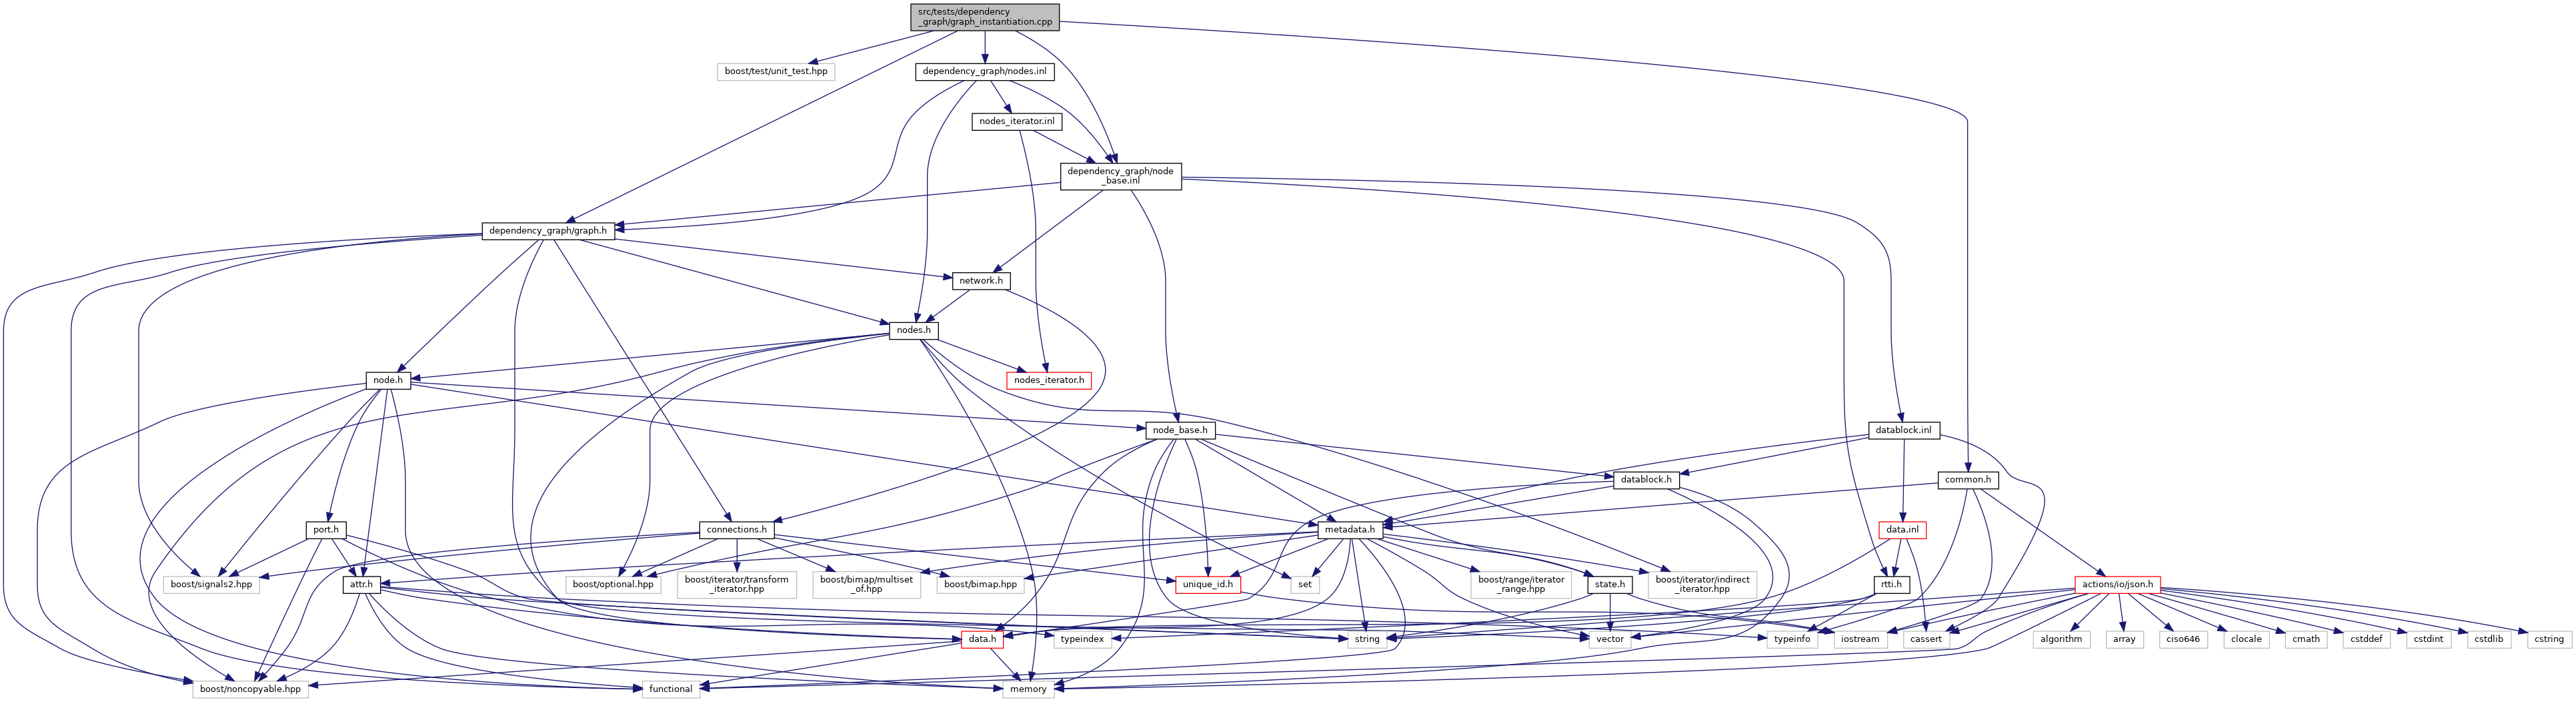 src/tests/dependency
_graph/graph_instantiation.cpp
boost/test/unit_test.hpp
dependency_graph/nodes.inl
nodes_iterator.inl
dependency_graph/node
_base.inl
dependency_graph/graph.h
network.h
nodes.h
node.h
nodes_iterator.h
node_base.h
datablock.inl
datablock.h
common.h
port.h
connections.h
metadata.h
data.inl
boost/signals2.hpp
attr.h
boost/optional.hpp
boost/iterator/transform
_iterator.hpp
boost/bimap/multiset
_of.hpp
boost/bimap.hpp
unique_id.h
set
boost/range/iterator
_range.hpp
state.h
boost/iterator/indirect
_iterator.hpp
rtti.h
actions/io/json.h
data.h
typeindex
string
vector
typeinfo
iostream
cassert
algorithm
array
ciso646
clocale
cmath
cstddef
cstdint
cstdlib
cstring
boost/noncopyable.hpp
functional
memory